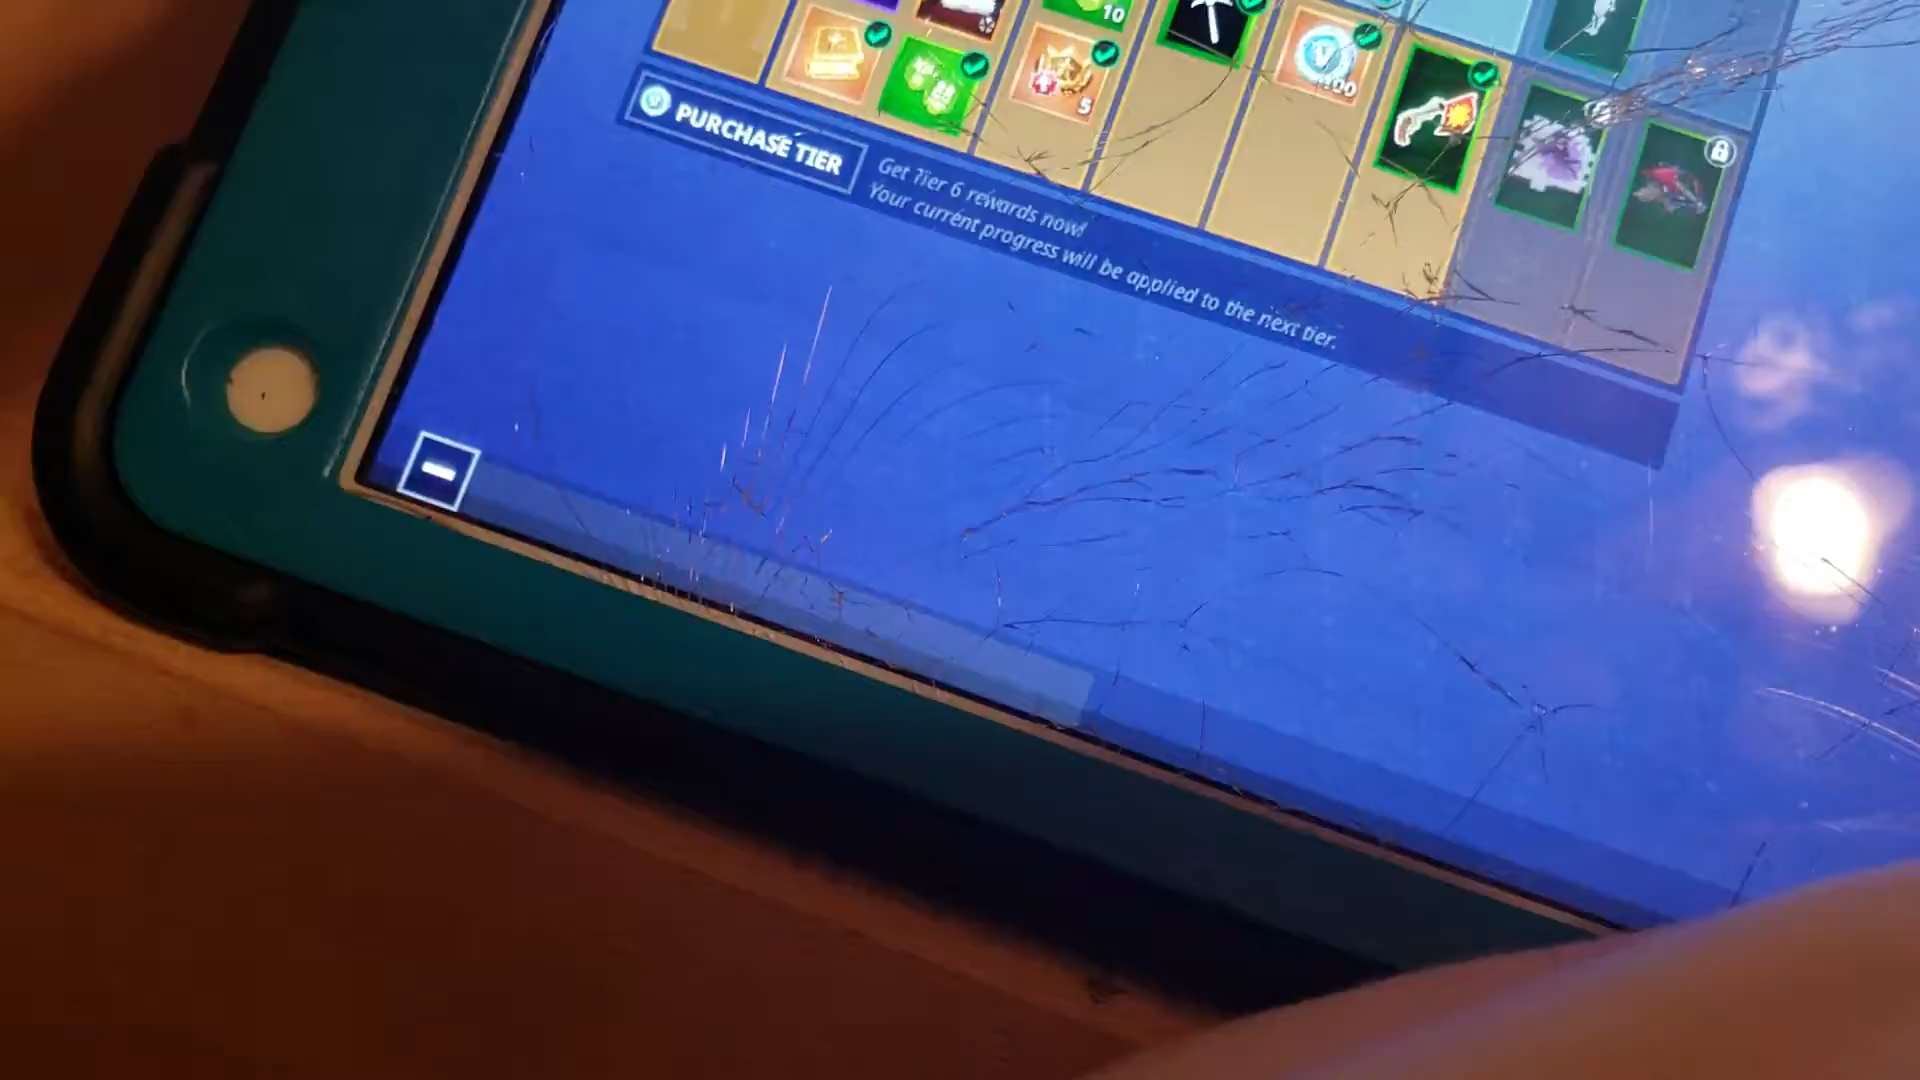 10
5
100
PURCHASE TIER
Get Tier 6 rewards now!
Your current progress will be applied to the next tier.